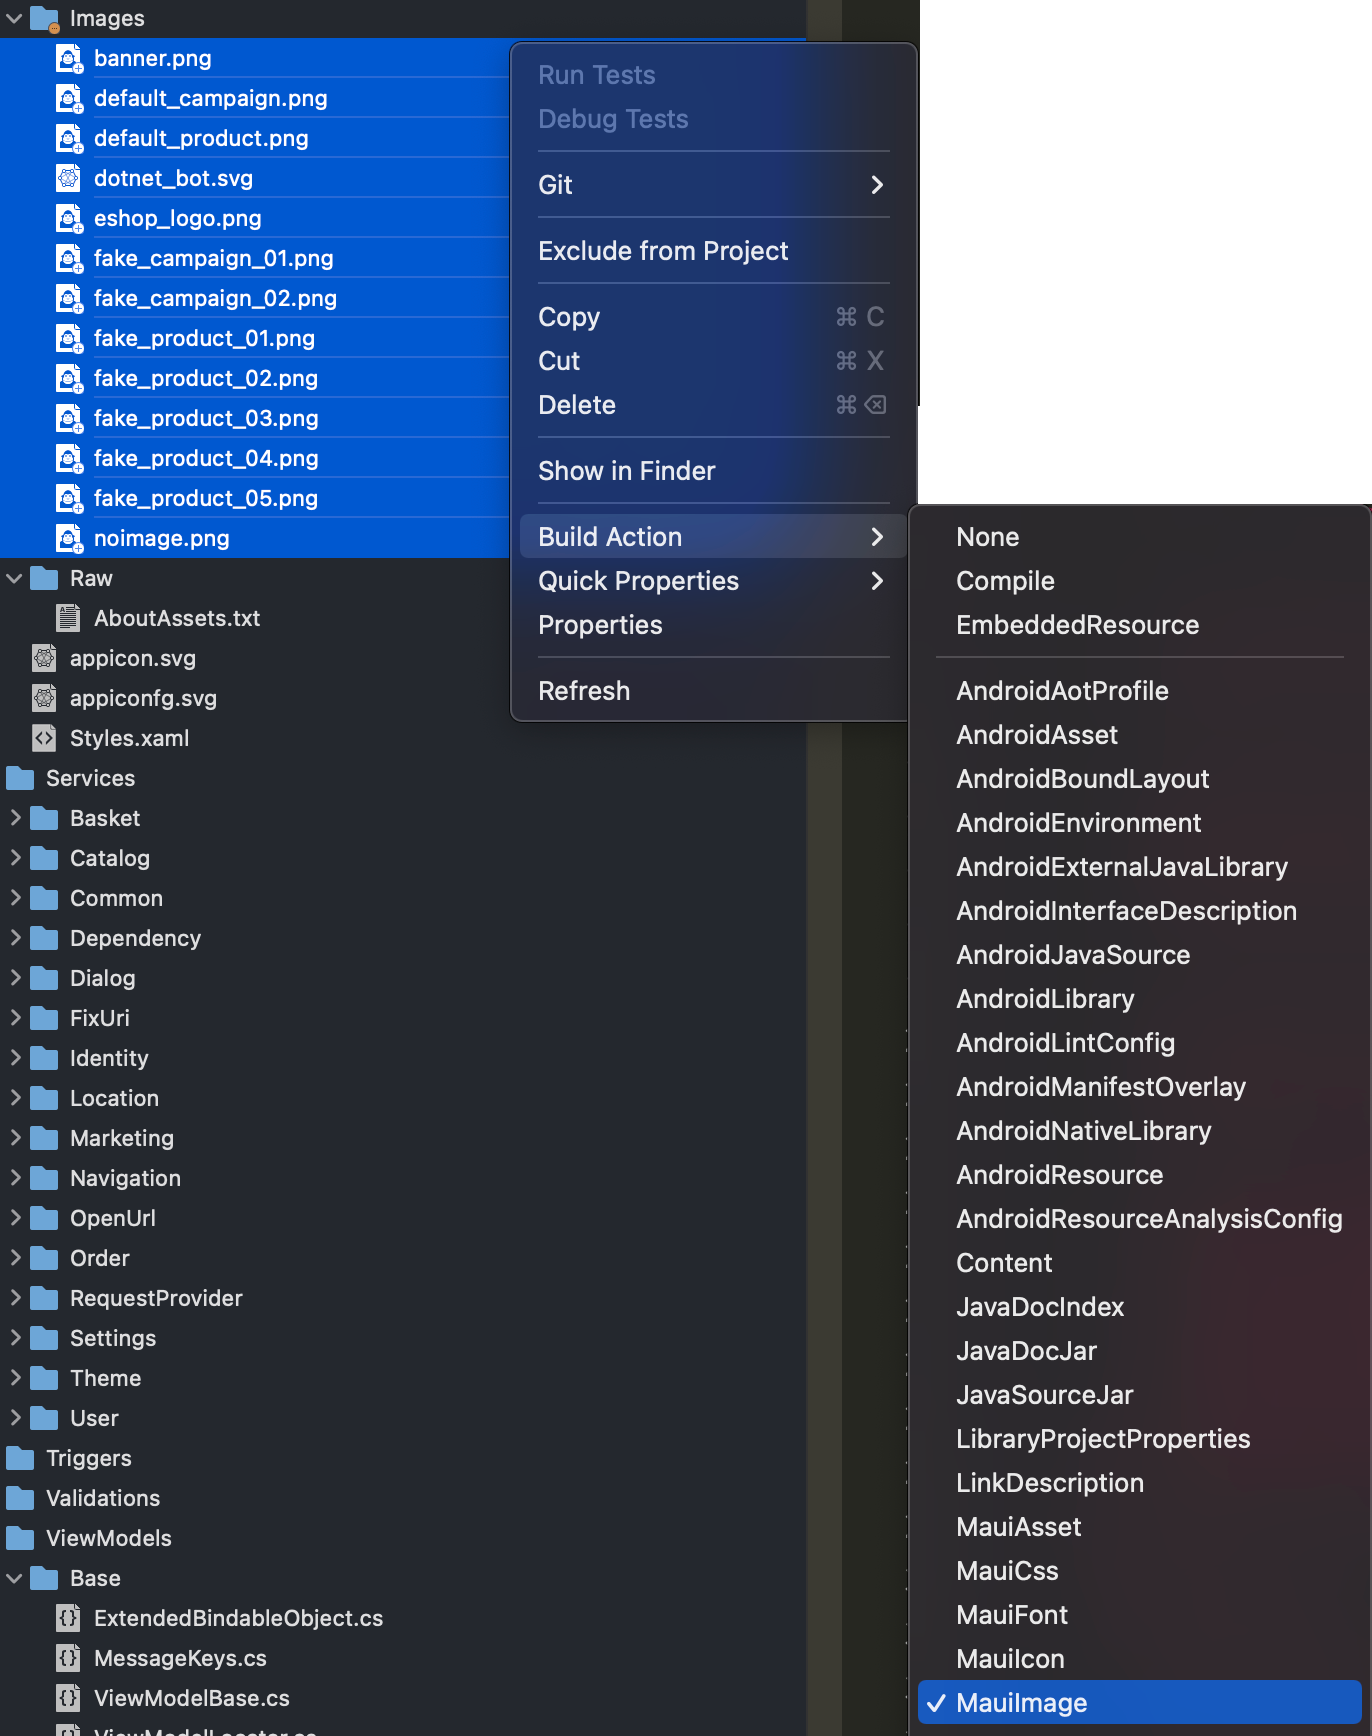 Images
banner.png
default_campaign.png
default_product.png
dotnet_bot.svg
eshop_logo.png
fake_campaign_01.png
fake_campaign_02.png
fake_product_01.png
fake_product_02.png
fake_product_03.png
fake_product_04.png
fake_product_05.png
noimage.png
Raw
AboutAssets.txt
appicon.svg
appiconfg.svg
Styles.xaml
Services
Basket
Catalog
Common
Dependency
Dialog
FixUri
Identity
Location
Marketing
Navigation
OpenUrl
Order
RequestProvider
Settings
Theme
User
Triggers
Validations
ViewModels
Base
ExtendedBindableObject.cs
MessageKeys.cs
ViewModelBase.cs
Run Tests
Debug Tests
Git
Exclude from Project
Copy ⌘ C
Cut ⌘ X
Delete ⌘ ⌫
Show in Finder
Build Action
Quick Properties
Properties
Refresh
None
Compile
EmbeddedResource
AndroidAotProfile
AndroidAsset
AndroidBoundLayout
AndroidEnvironment
AndroidExternalJavaLibrary
AndroidInterfaceDescription
AndroidJavaSource
AndroidLibrary
AndroidLintConfig
AndroidManifestOverlay
AndroidNativeLibrary
AndroidResource
AndroidResourceAnalysisConfig
Content
JavaDocIndex
JavaDocJar
JavaSourceJar
LibraryProjectProperties
LinkDescription
MauiAsset
MauiCss
MauiFont
MauiIcon
✓ MauiImage